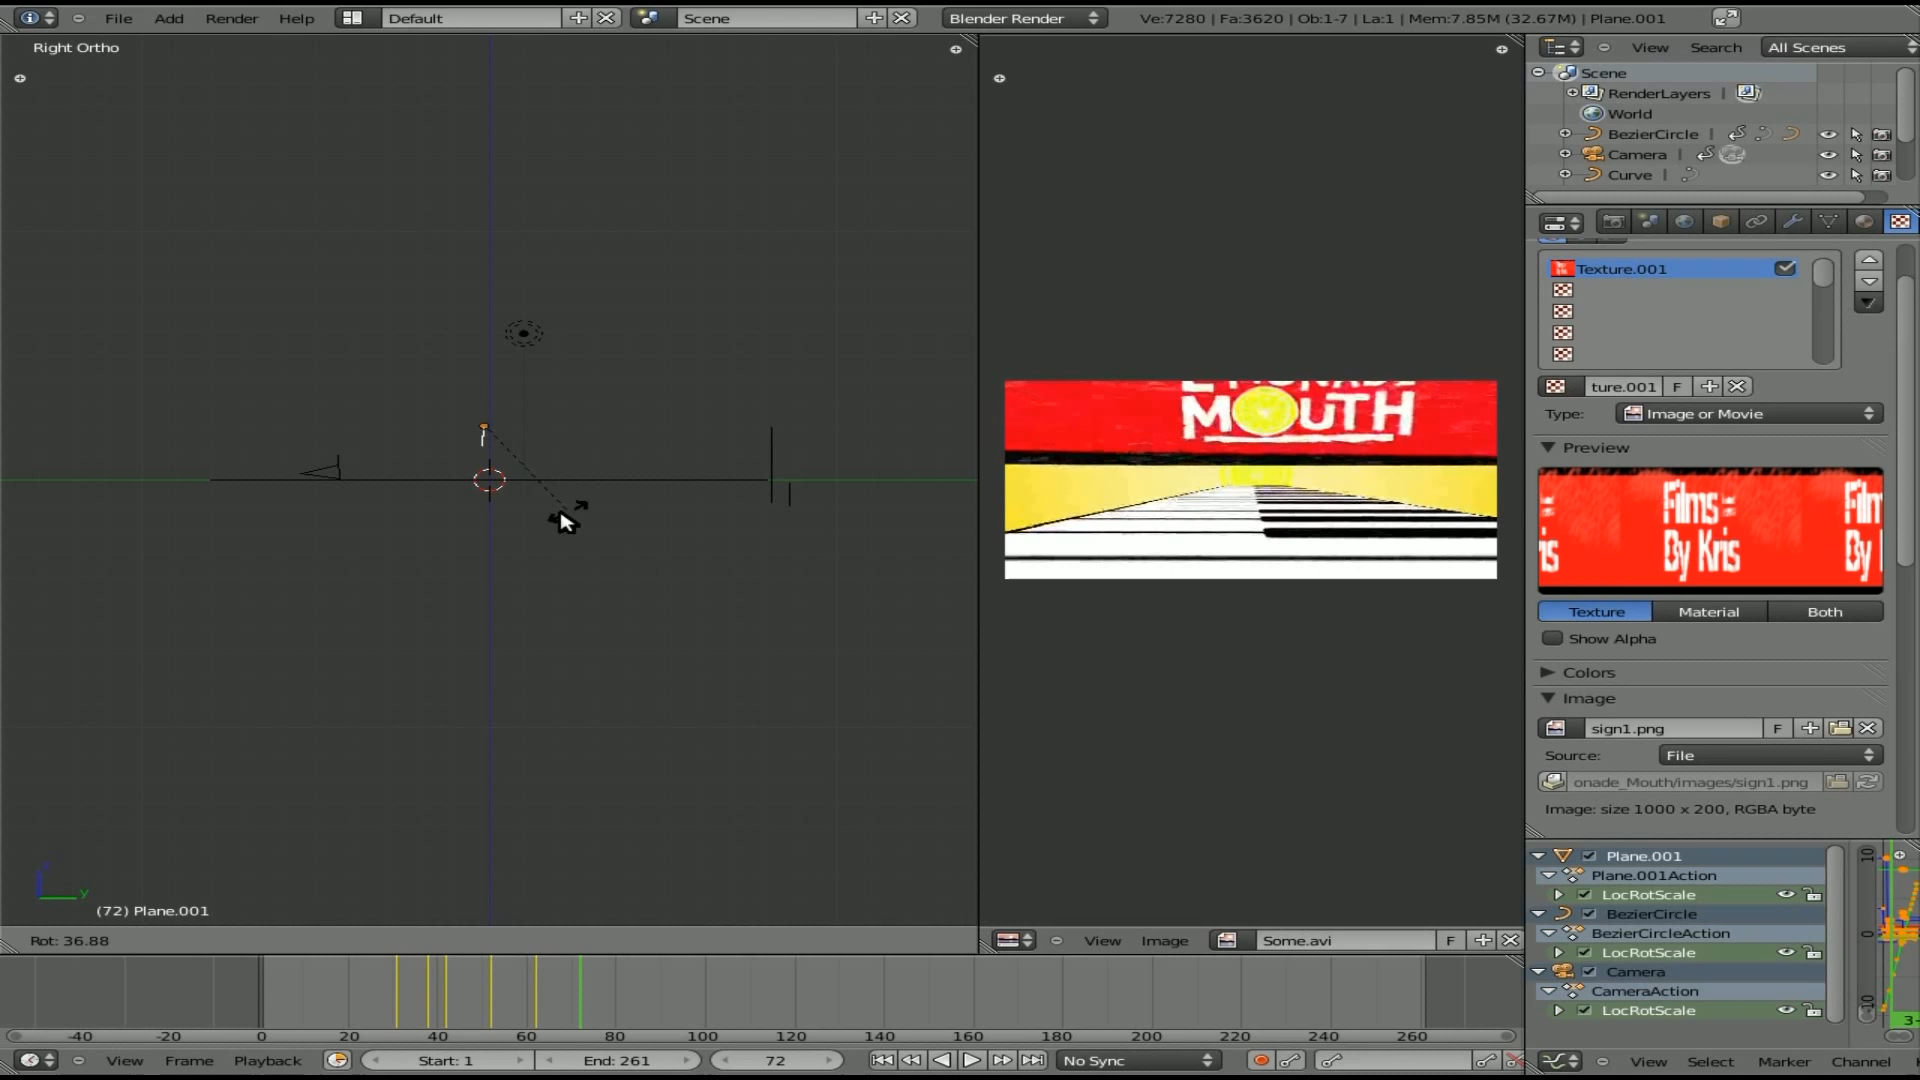 File Add Render Help Default Scene Blender Render Ve:7280 | Fa:3620 | Ob:1-7 | La:1 | Mem:7.85M (32.67M) | Plane.001
Right Ortho
View Search All Scenes
Scene
RenderLayers |
World
BezierCircle |
Camera |
Curve |
Texture.001
ture.001 F
Type: Image or Movie
Preview
Films By Kris
Texture Material Both
Show Alpha
Colors
Image
sign1.png F
Source: File
onade_Mouth/images/sign1.png
Image: size 1000 x 200, RGBA byte
MOUTH
(72) Plane.001
Rot: 36.88
View Image Some.avi F
Plane.001
Plane.001Action
LocRotScale
BezierCircle
BezierCircleAction
LocRotScale
Camera
CameraAction
LocRotScale
-40 -20 0 20 40 60 80 100 120 140 160 180 200 220 240 260
View Frame Playback Start: 1 End: 261 72 No Sync
View Select Marker Channel